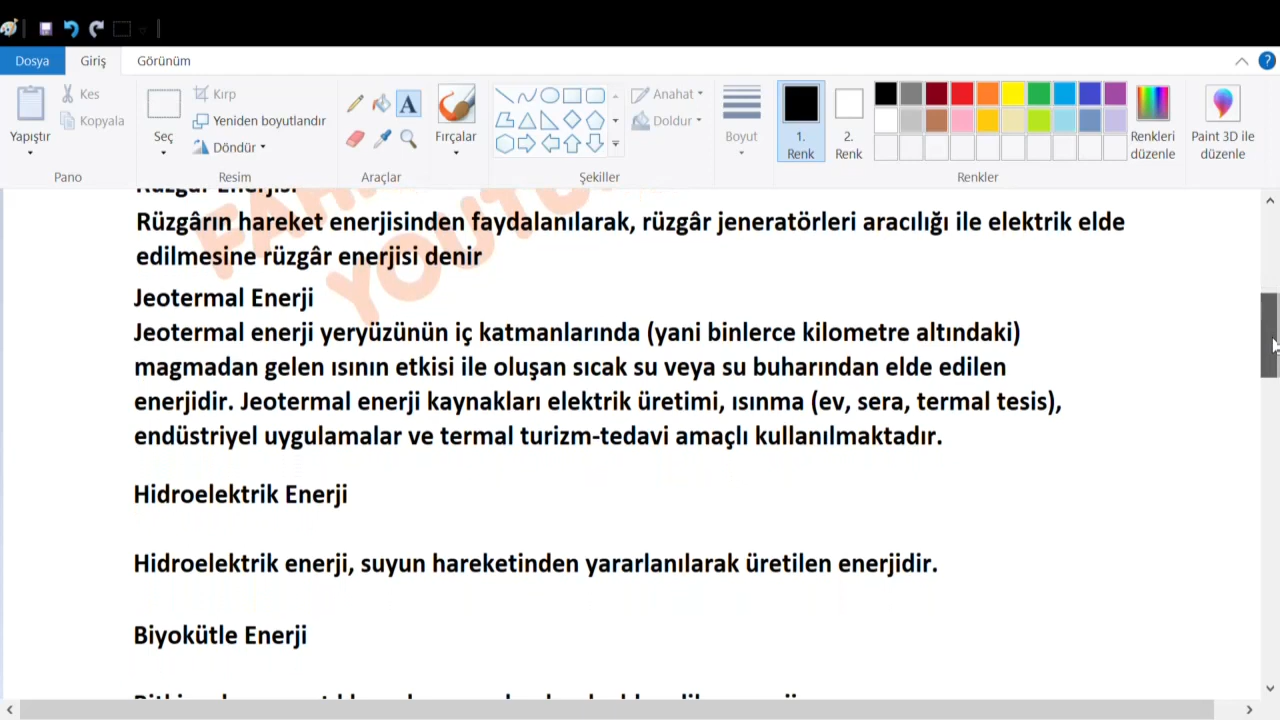 Dosya
Giriş
Görünüm
Yapıştır
Kes
Kopyala
Pano
Seç
Kırp
Yeniden boyutlandır
Döndür
Resim
A
Araçlar
Fırçalar
Şekiller
Anahat
Doldur
Boyut
1.
Renk
2.
Renk
Renkleri
düzenle
Renkler
Paint 3D ile
düzenle
?
Rüzgâr Enerjisi
Rüzgârın hareket enerjisinden faydalanılarak, rüzgâr jeneratörleri aracılığı ile elektrik elde
edilmesine rüzgâr enerjisi denir
Jeotermal Enerji
Jeotermal enerji yeryüzünün iç katmanlarında (yani binlerce kilometre altındaki)
magmadan gelen ısının etkisi ile oluşan sıcak su veya su buharından elde edilen
enerjidir. Jeotermal enerji kaynakları elektrik üretimi, ısınma (ev, sera, termal tesis),
endüstriyel uygulamalar ve termal turizm-tedavi amaçlı kullanılmaktadır.
Hidroelektrik Enerji
Hidroelektrik enerji, suyun hareketinden yararlanılarak üretilen enerjidir.
Biyokütle Enerji